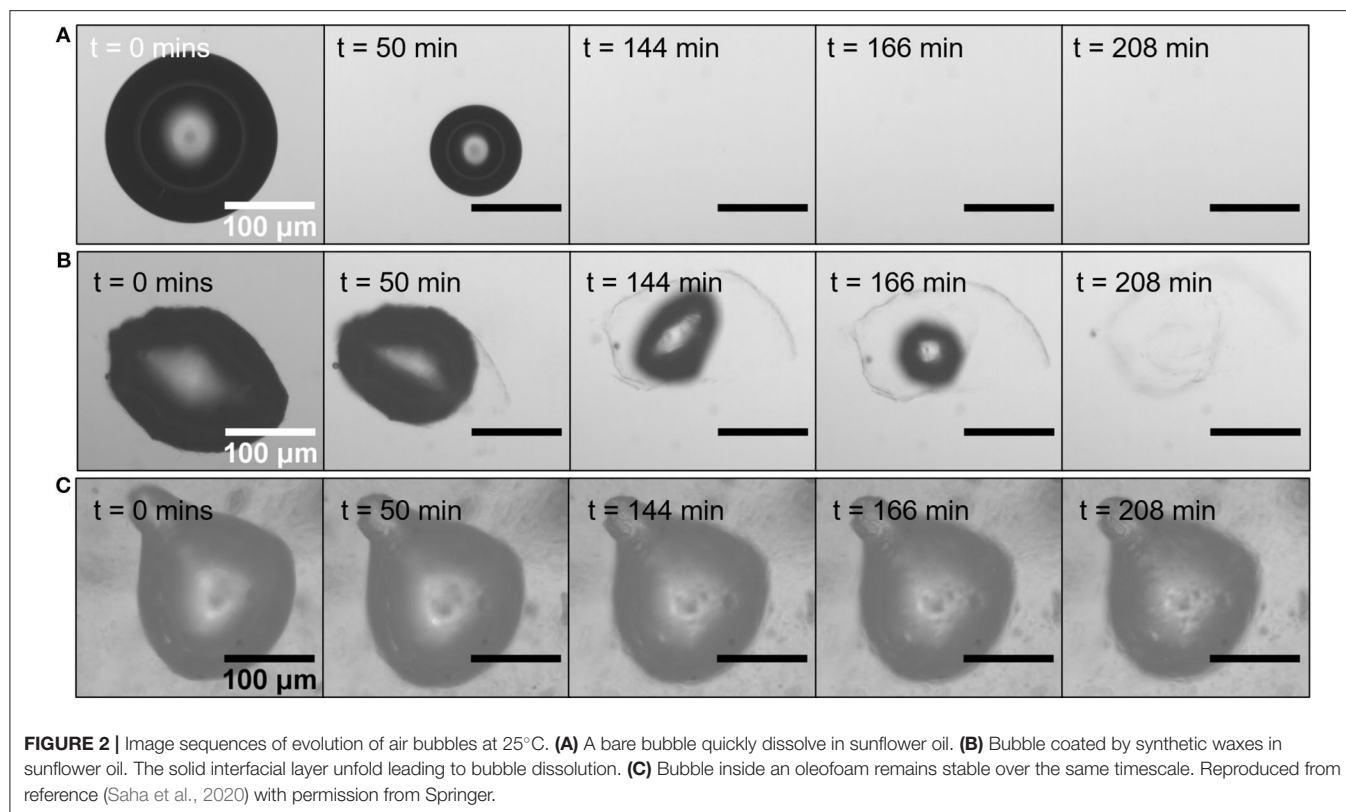 A
t = 0 mins
t = 50 min
t = 144 min
t = 166 min
t = 208 min
100 µm
B
t = 0 mins
t = 50 min
t = 144 min
t = 166 min
t = 208 min
100 µm
C
t = 0 mins
t = 50 min
t = 144 min
t = 166 min
t = 208 min
100 µm
FIGURE 2 | Image sequences of evolution of air bubbles at 25°C. (A) A bare bubble quickly dissolve in sunflower oil. (B) Bubble coated by synthetic waxes in
sunflower oil. The solid interfacial layer unfold leading to bubble dissolution. (C) Bubble inside an oleofoam remains stable over the same timescale. Reproduced from
reference (Saha et al., 2020) with permission from Springer.